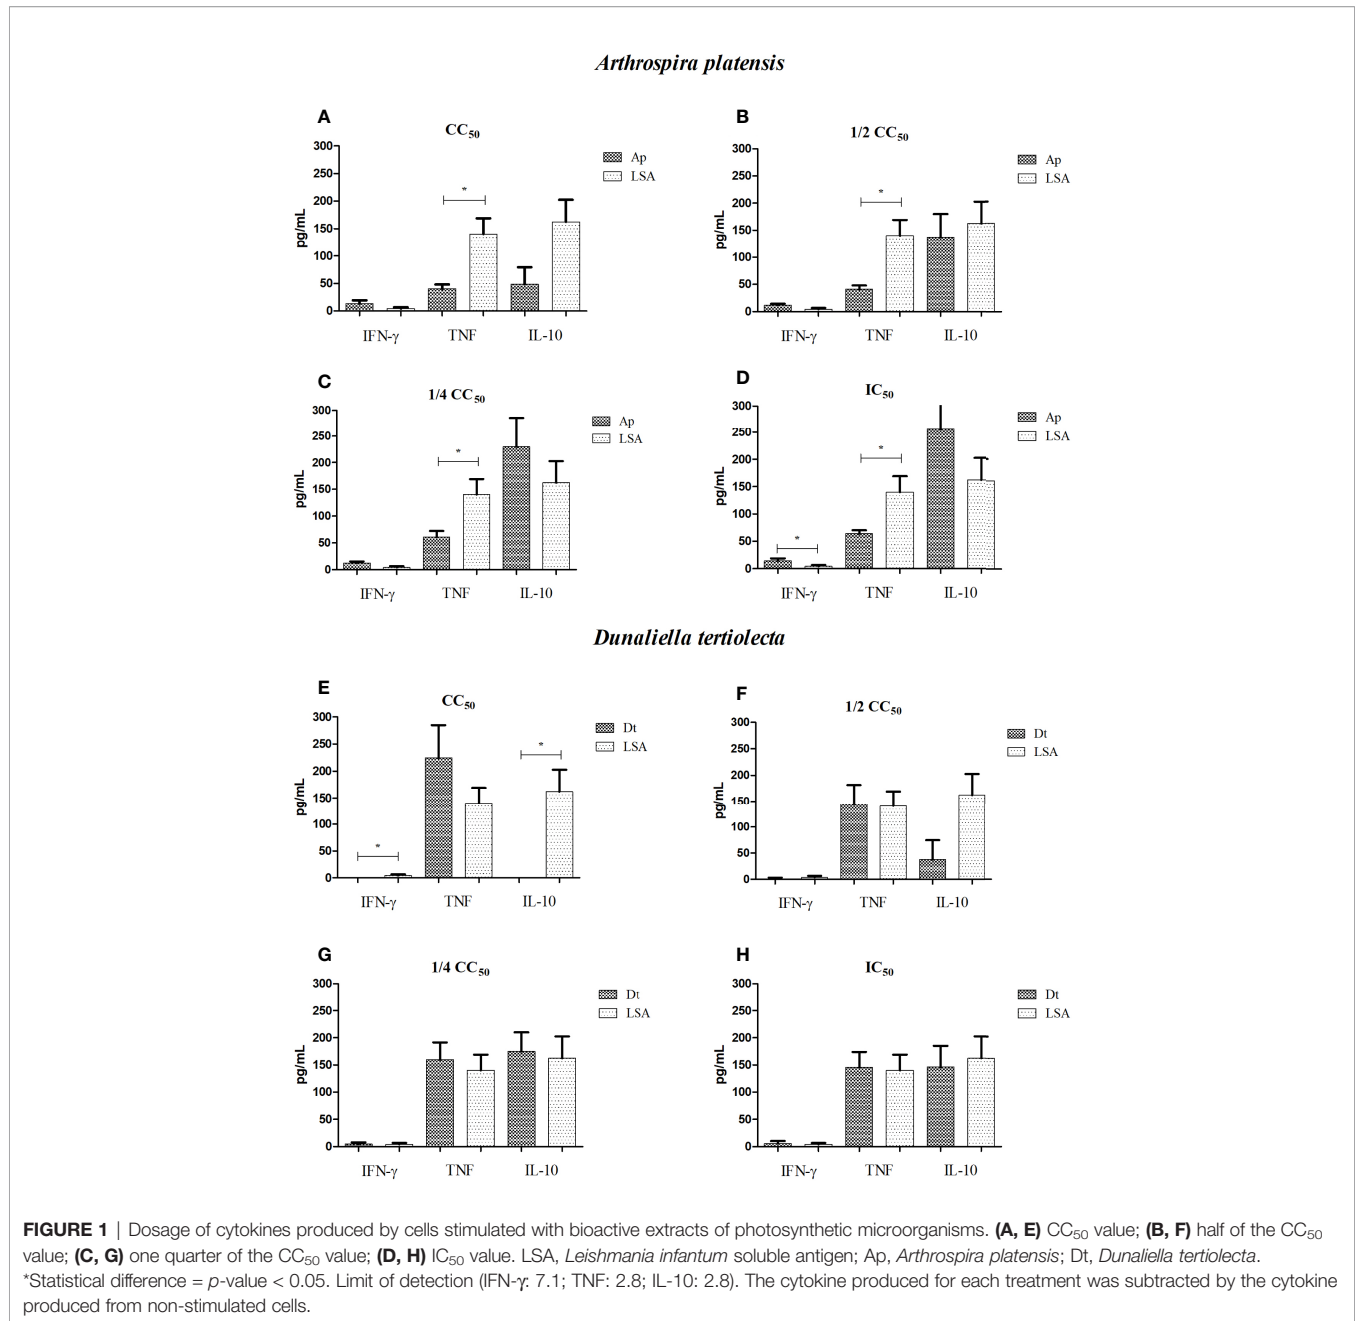 Arthrospira platensis
A
CC50
300
250
200
150
100
50
0
pg/mL
*
IFN-γ TNF IL-10
Ap
LSA
B
1/2 CC50
300
250
200
150
100
50
0
pg/mL
*
IFN-γ TNF IL-10
Ap
LSA
C
1/4 CC50
300
250
200
150
100
50
0
pg/mL
*
IFN-γ TNF IL-10
Ap
LSA
D
IC50
300
250
200
150
100
50
0
pg/mL
*
*
IFN-γ TNF IL-10
Ap
LSA
Dunaliella tertiolecta
E
CC50
300
250
200
150
100
50
0
pg/mL
*
*
IFN-γ TNF IL-10
Dt
LSA
F
1/2 CC50
300
250
200
150
100
50
0
pg/mL
IFN-γ TNF IL-10
Dt
LSA
G
1/4 CC50
300
250
200
150
100
50
0
pg/mL
IFN-γ TNF IL-10
Dt
LSA
H
IC50
300
250
200
150
100
50
0
pg/mL
IFN-γ TNF IL-10
Dt
LSA
FIGURE 1 | Dosage of cytokines produced by cells stimulated with bioactive extracts of photosynthetic microorganisms. (A, E) CC50 value; (B, F) half of the CC50
value; (C, G) one quarter of the CC50 value; (D, H) IC50 value. LSA, Leishmania infantum soluble antigen; Ap, Arthrospira platensis; Dt, Dunaliella tertiolecta.
*Statistical difference = p-value < 0.05. Limit of detection (IFN-γ: 7.1; TNF: 2.8; IL-10: 2.8). The cytokine produced for each treatment was subtracted by the cytokine
produced from non-stimulated cells.